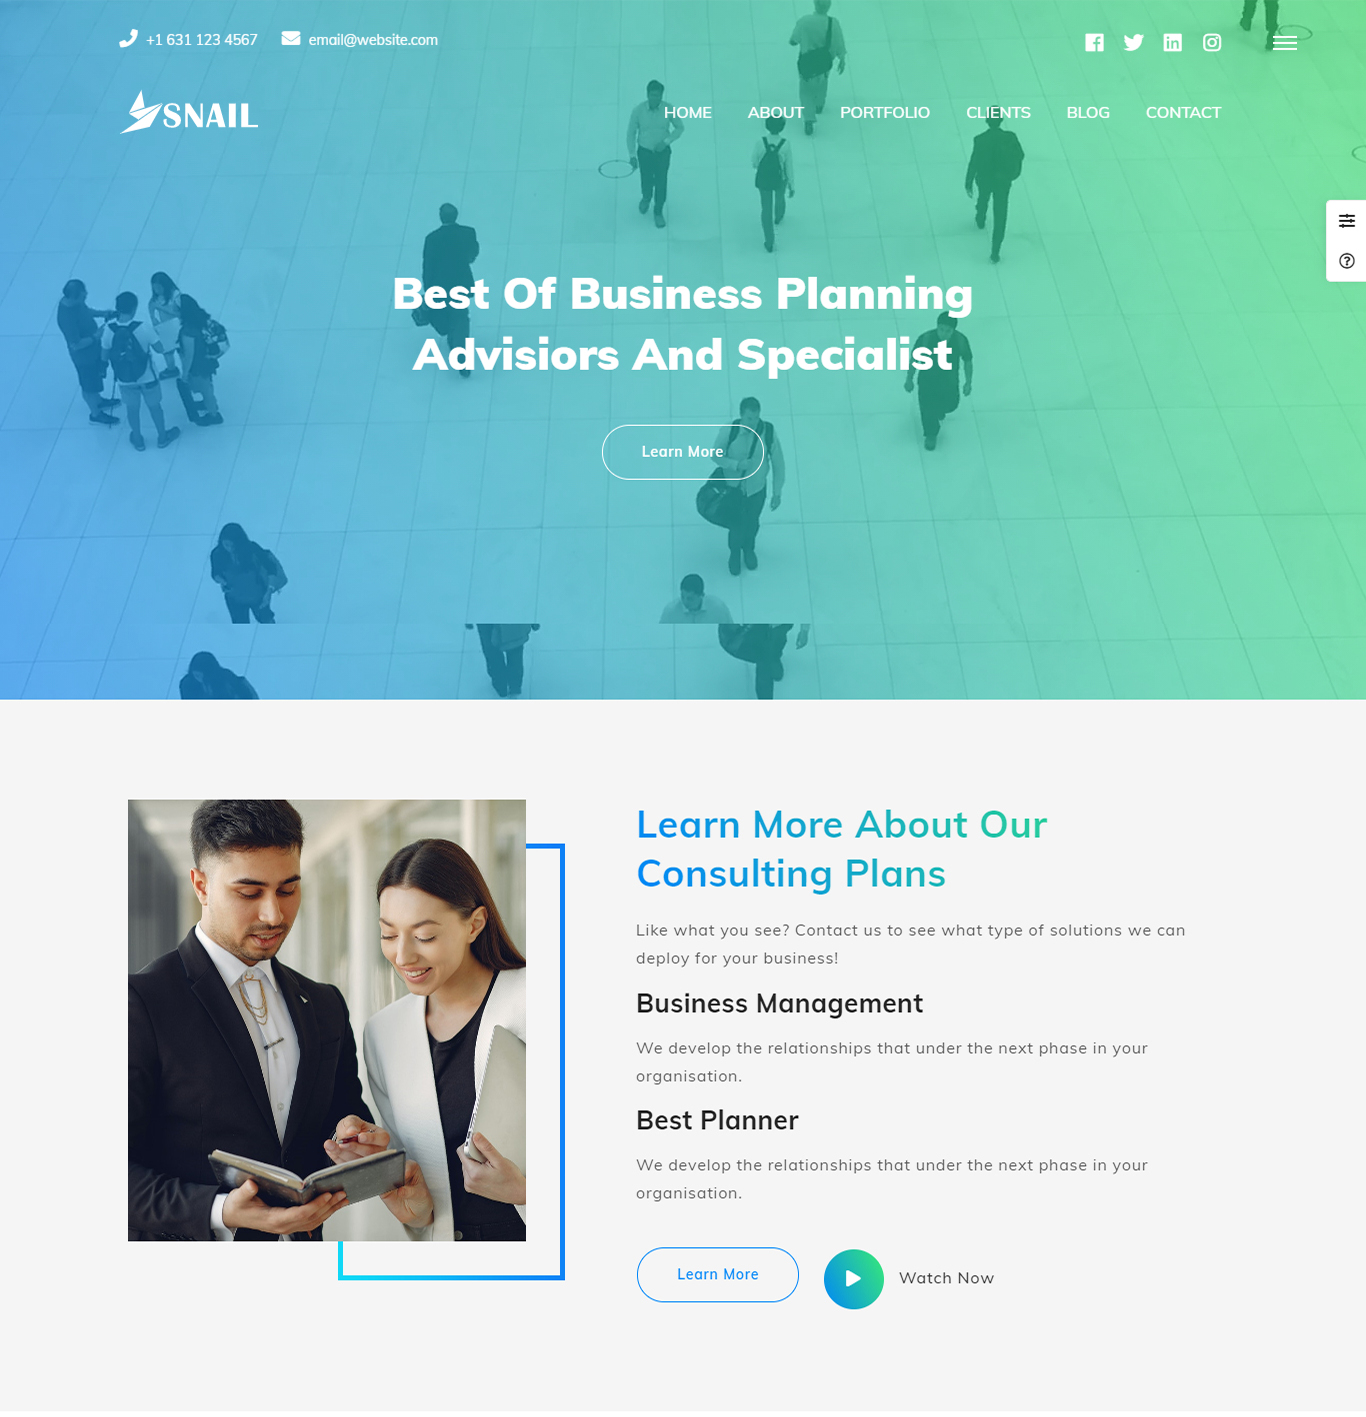 +1 631 123 4567 email@website.com
SNAIL
HOME ABOUT PORTFOLIO CLIENTS BLOG CONTACT
Best Of Business Planning
Advisiors And Specialist
Learn More
Learn More About Our
Consulting Plans
Like what you see? Contact us to see what type of solutions we can
deploy for your business!
Business Management
We develop the relationships that under the next phase in your
organisation.
Best Planner
We develop the relationships that under the next phase in your
organisation.
Learn More
Watch Now